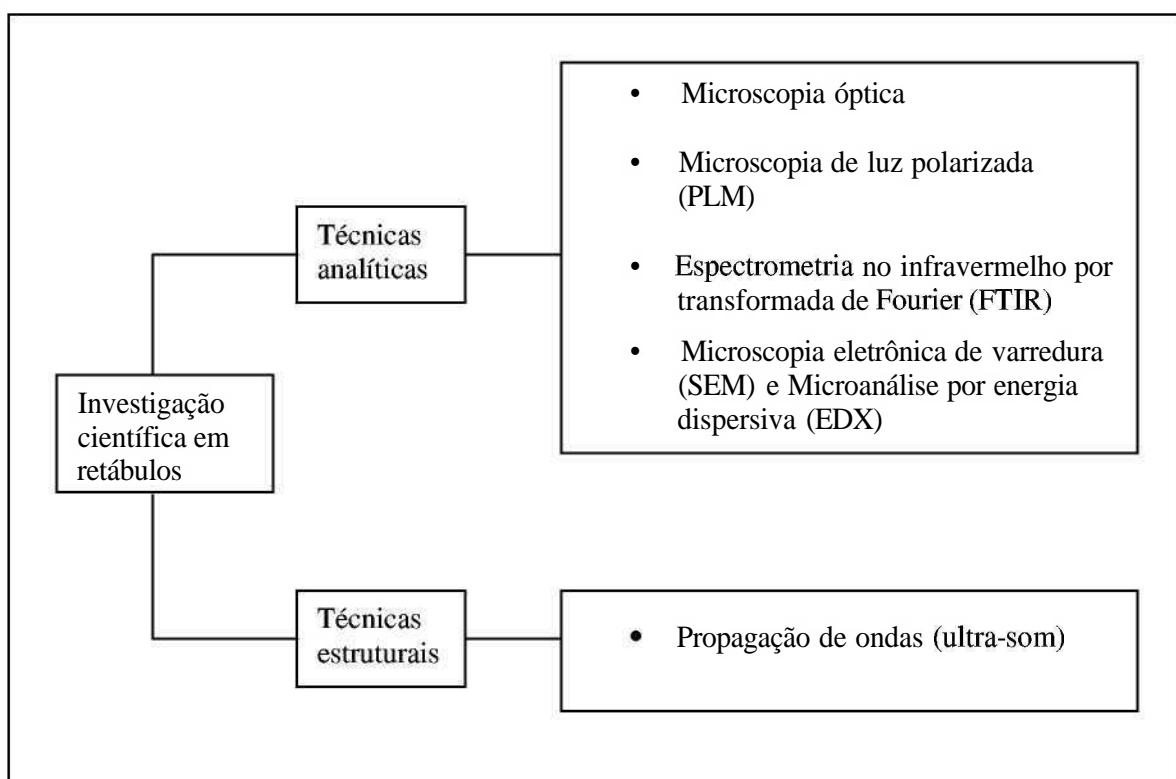 Investigação
científica em
retábulos
Técnicas
analíticas
• Microscopia óptica
• Microscopia de luz polarizada
(PLM)
• Espectrometria no infravermelho por
transformada de Fourier (FTIR)
• Microscopia eletrônica de varredura
(SEM) e Microanálise por energia
dispersiva (EDX)
Técnicas
estruturais
• Propagação de ondas (ultra-som)